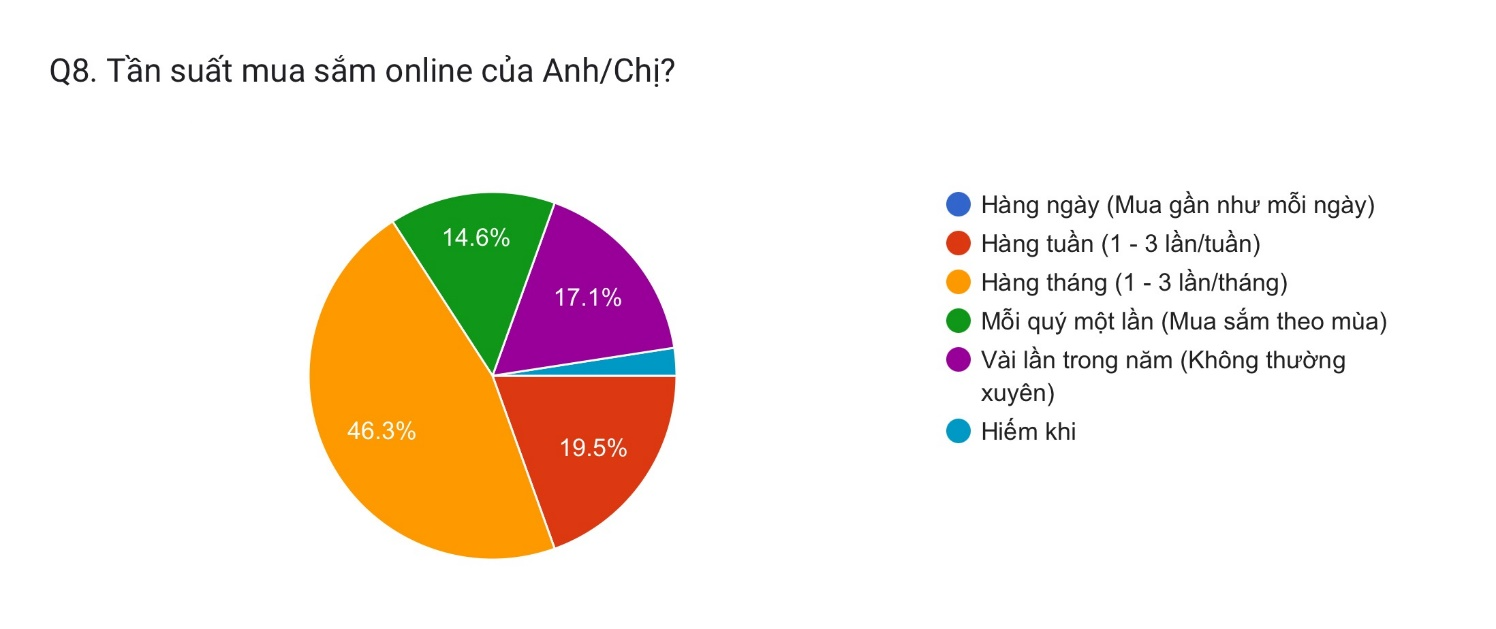 Q8. Tần suất mua sắm online của Anh/Chị?
14.6%
17.1%
46.3%
19.5%
Hàng ngày (Mua gần như mỗi ngày)
Hàng tuần (1 - 3 lần/tuần)
Hàng tháng (1 - 3 lần/tháng)
Mỗi quý một lần (Mua sắm theo mùa)
Vài lần trong năm (Không thường
xuyên)
Hiếm khi